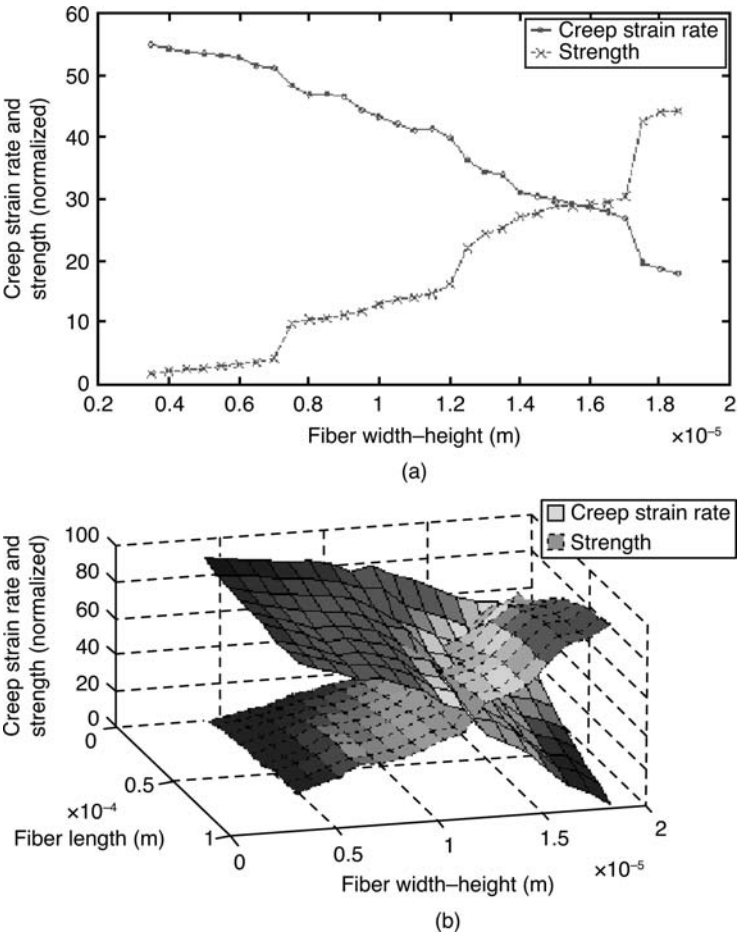 60
50
40
30
20
10
0
Creep strain rate and
strength (normalized)
Creep strain rate
Strength
0.2 0.4 0.6 0.8 1 1.2 1.4 1.6 1.8 2
Fiber width–height (m)
×10–5
(a)
Creep strain rate
Strength
100
80
60
40
20
0
Creep strain rate and
strength (normalized)
0
0.5
1
×10–4
Fiber length (m)
0
0.5
1
1.5
2
Fiber width–height (m)
×10–5
(b)